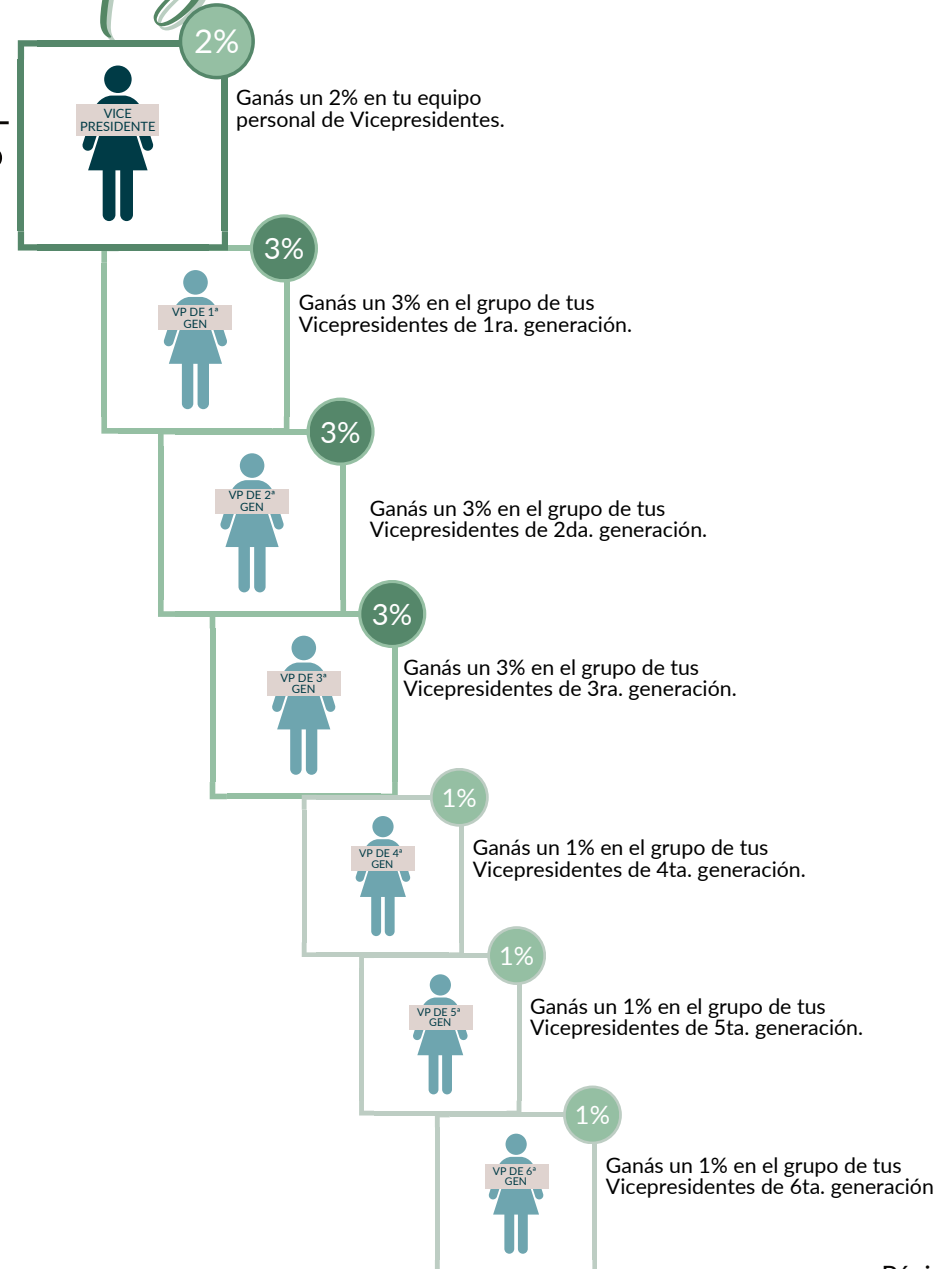 2%
VICE
PRESIDENTE
Ganás un 2% en tu equipo
personal de Vicepresidentes.
3%
VP DE 1ª
GEN
Ganás un 3% en el grupo de tus
Vicepresidentes de 1ra. generación.
3%
VP DE 2ª
GEN
Ganás un 3% en el grupo de tus
Vicepresidentes de 2da. generación.
3%
VP DE 3ª
GEN
Ganás un 3% en el grupo de tus
Vicepresidentes de 3ra. generación.
1%
VP DE 4ª
GEN
Ganás un 1% en el grupo de tus
Vicepresidentes de 4ta. generación.
1%
VP DE 5ª
GEN
Ganás un 1% en el grupo de tus
Vicepresidentes de 5ta. generación.
1%
VP DE 6ª
GEN
Ganás un 1% en el grupo de tus
Vicepresidentes de 6ta. generación